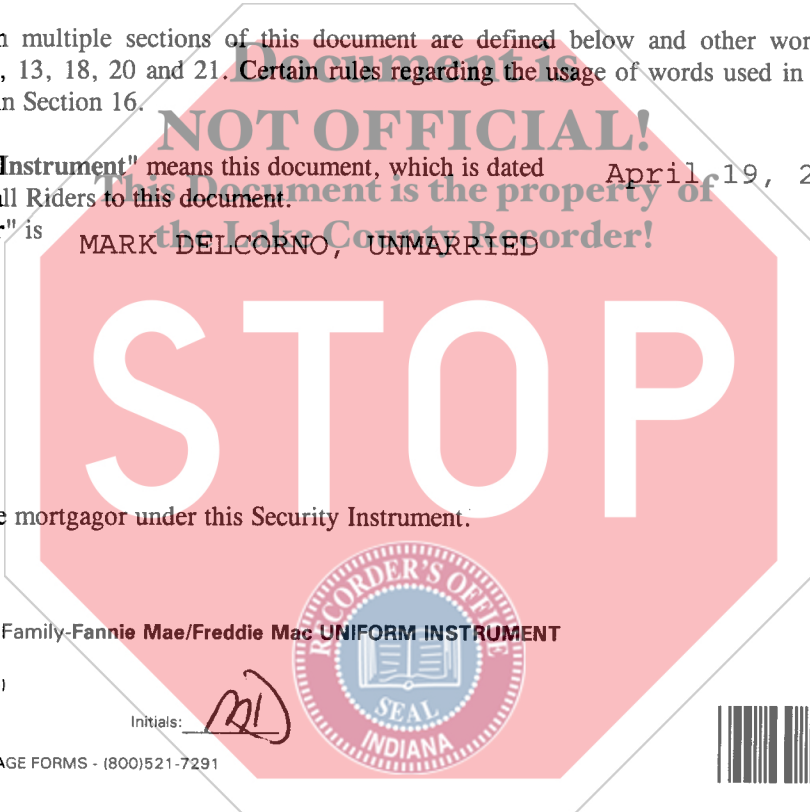 n multiple sections of this document are defined below and other wor
, 13, 18, 20 and 21. Certain rules regarding the usage of words used in
n Section 16.
Document is
NOT OFFICIAL!
This Document is the property of
the Lake County Recorder!
Instrument" means this document, which is dated April 19, 2
ll Riders to this document.
r" is MARK DELCORNO, UNMARRIED
STOP
e mortgagor under this Security Instrument.
RECORDER'S OFFICE
SEAL
INDIANA
Family-Fannie Mae/Freddie Mac UNIFORM INSTRUMENT
)
Initials:
AGE FORMS - (800)521-7291